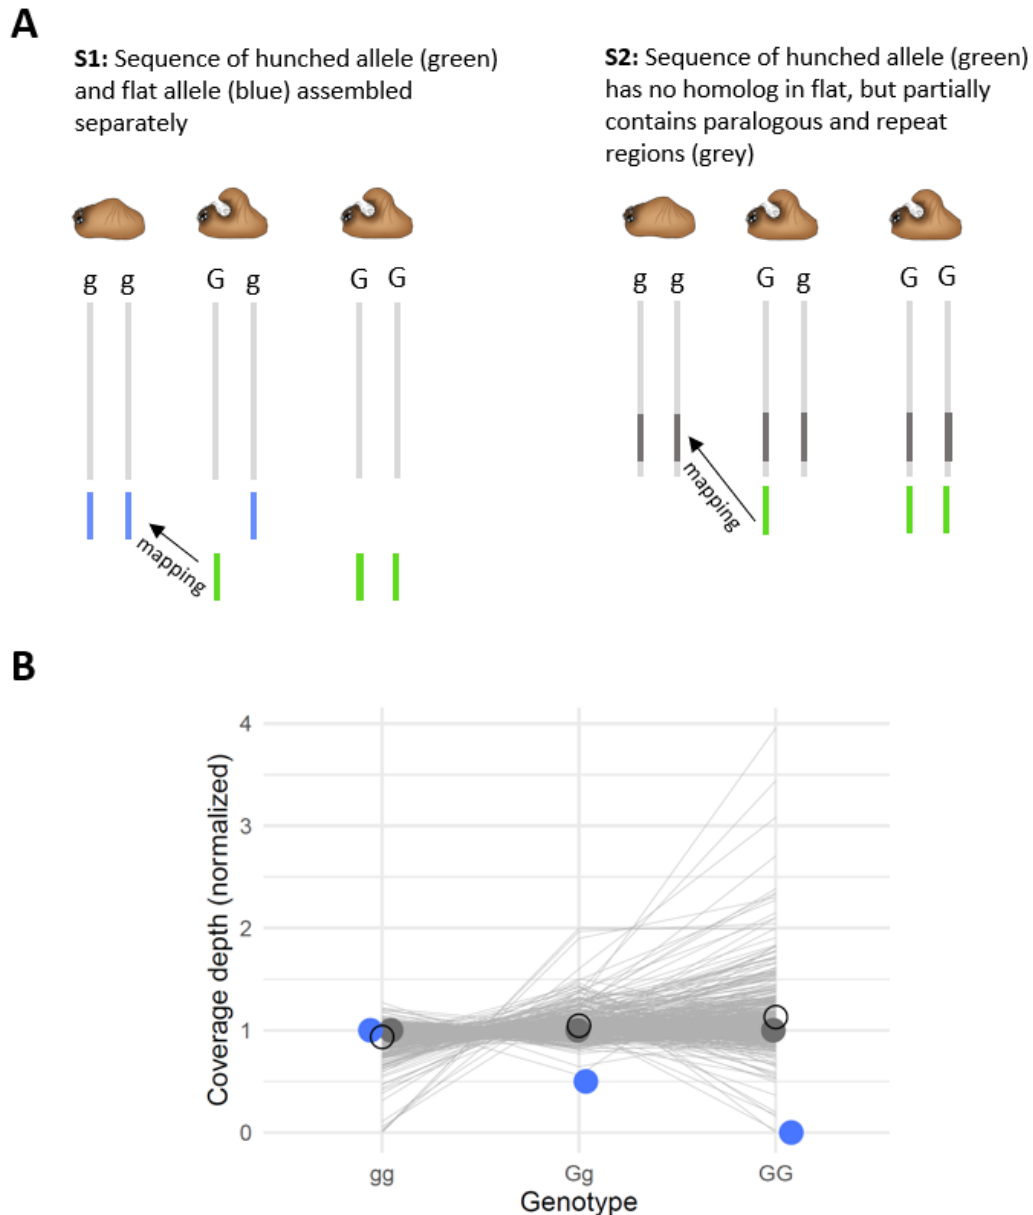 A
S1: Sequence of hunched allele (green)
and flat allele (blue) assembled
separately
S2: Sequence of hunched allele (green)
has no homolog in flat, but partially
contains paralogous and repeat
regions (grey)
g g G g G G
g g G g G G
mapping
mapping
B
Coverage depth (normalized)
4
3
2
1
0
gg Gg GG
Genotype